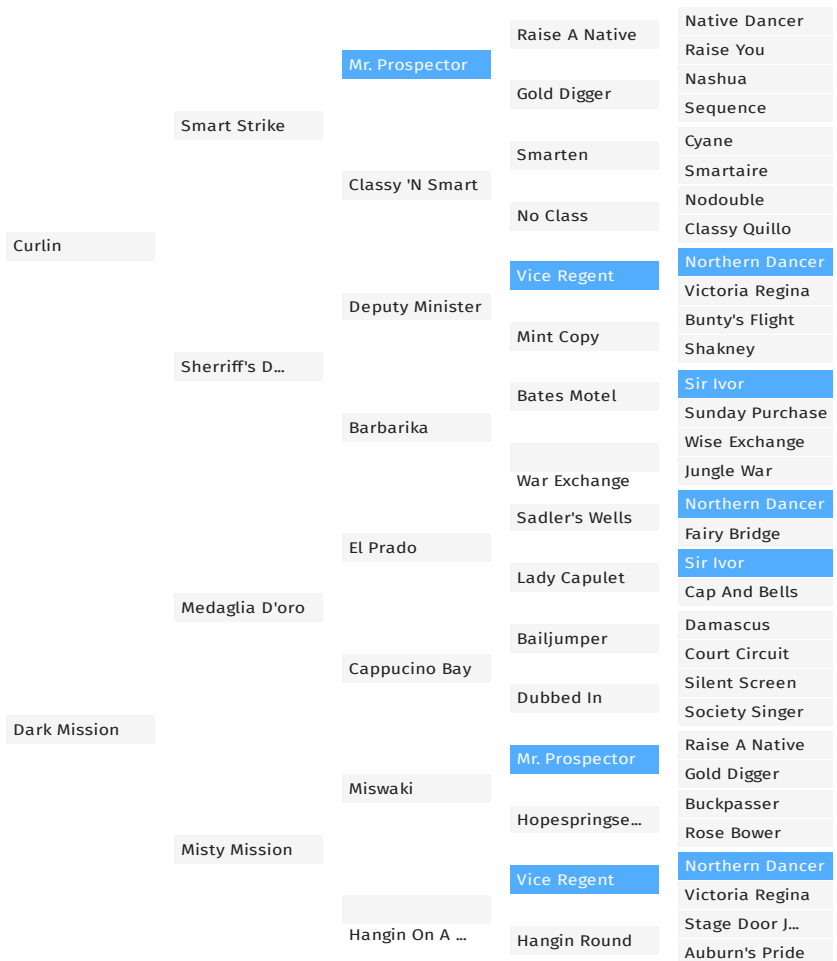 Curlin
Dark Mission
Smart Strike
Sherriff's D...
Medaglia D'oro
Misty Mission
Mr. Prospector
Classy 'N Smart
Deputy Minister
Barbarika
El Prado
Cappucino Bay
Miswaki
Hangin On A ...
Raise A Native
Gold Digger
Smarten
No Class
Vice Regent
Mint Copy
Bates Motel
War Exchange
Sadler's Wells
Lady Capulet
Bailjumper
Dubbed In
Mr. Prospector
Hopespringse...
Vice Regent
Hangin Round
Native Dancer
Raise You
Nashua
Sequence
Cyane
Smartaire
Nodouble
Classy Quillo
Northern Dancer
Victoria Regina
Bunty's Flight
Shakney
Sir Ivor
Sunday Purchase
Wise Exchange
Jungle War
Northern Dancer
Fairy Bridge
Sir Ivor
Cap And Bells
Damascus
Court Circuit
Silent Screen
Society Singer
Raise A Native
Gold Digger
Buckpasser
Rose Bower
Northern Dancer
Victoria Regina
Stage Door J...
Auburn's Pride